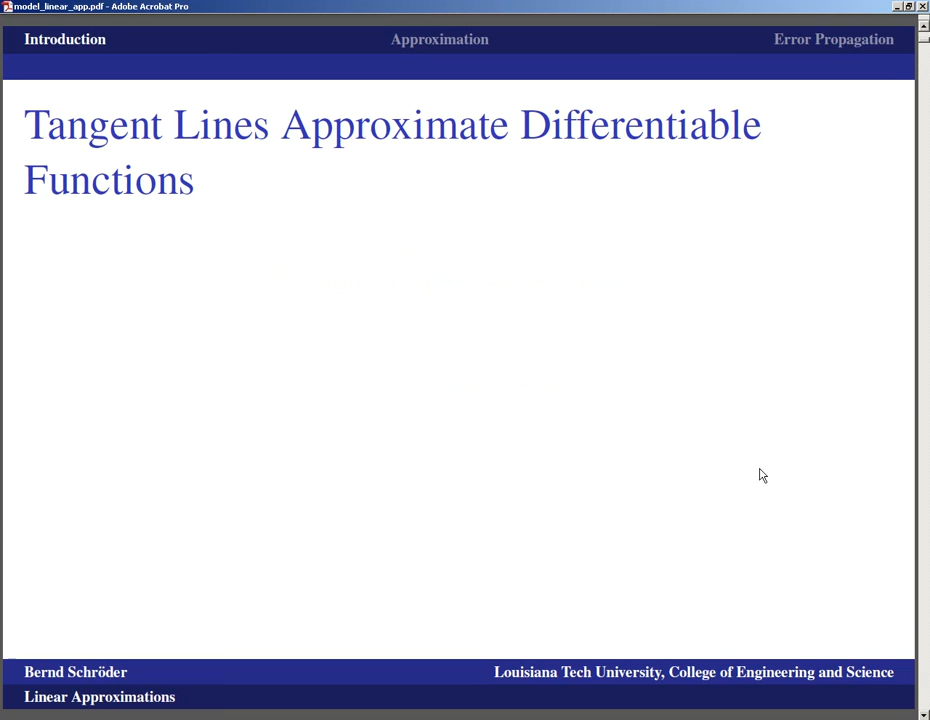 model_linear_app.pdf - Adobe Acrobat Pro
Introduction Approximation Error Propagation
Tangent Lines Approximate Differentiable
Functions
Bernd Schröder Louisiana Tech University, College of Engineering and Science
Linear Approximations